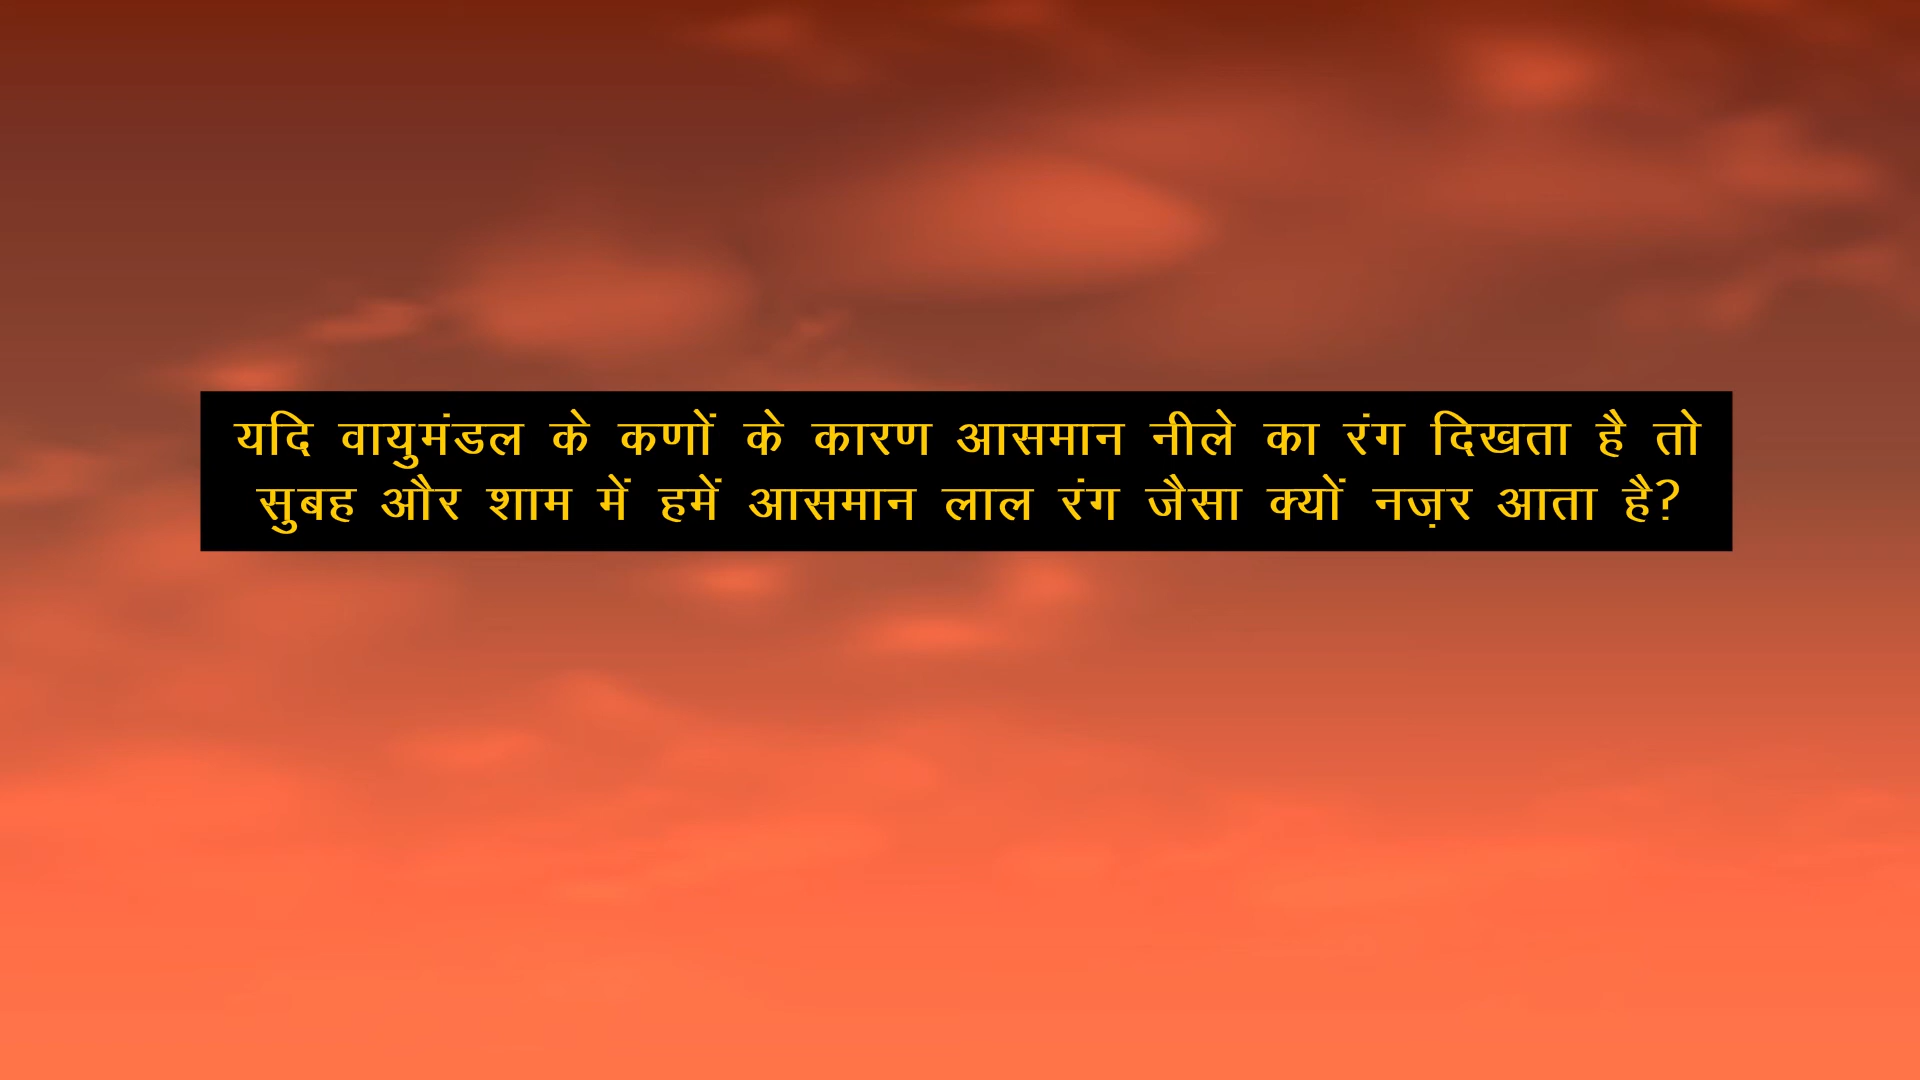 यदि वायुमंडल के कणों के कारण आसमान नीले का रंग दिखता है तो
सुबह और शाम में हमें आसमान लाल रंग जैसा क्यों नज़र आता है?